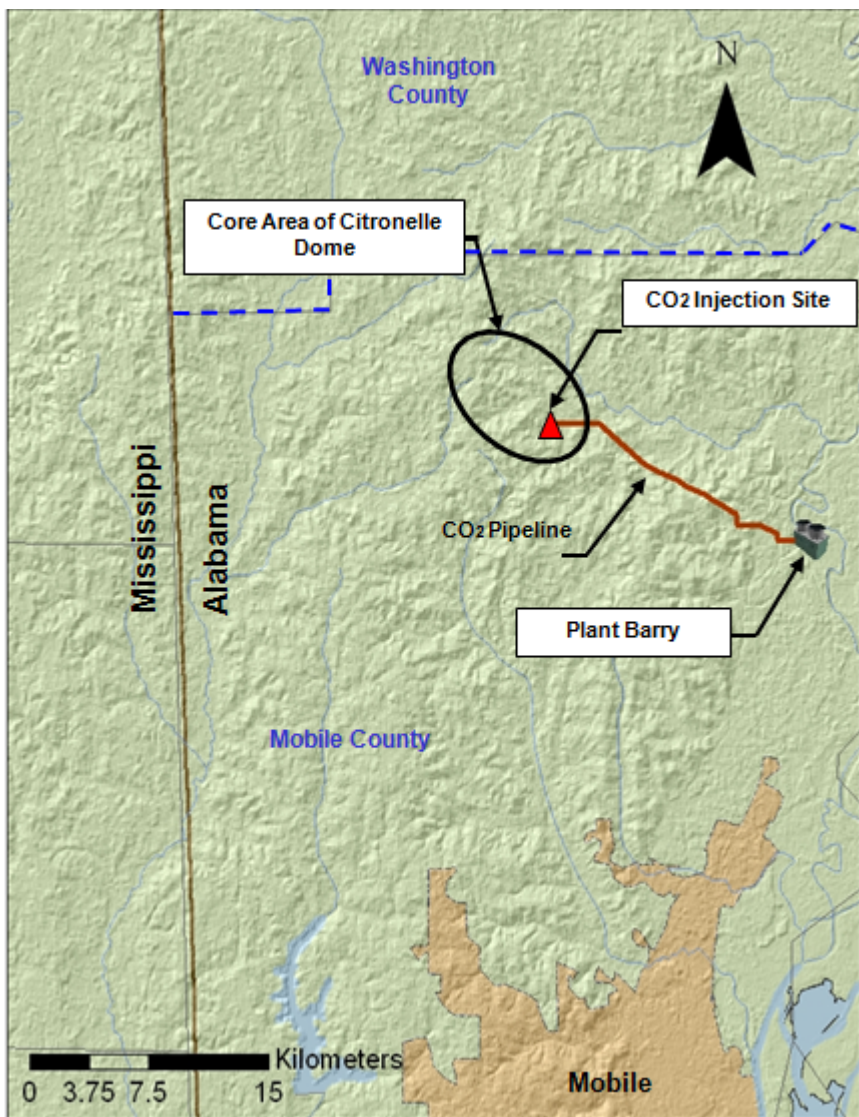 Washington
County
N
Core Area of Citronelle
Dome
CO2 Injection Site
Mississippi
Alabama
CO2 Pipeline
Plant Barry
Mobile County
Kilometers
0 3.75 7.5 15
Mobile